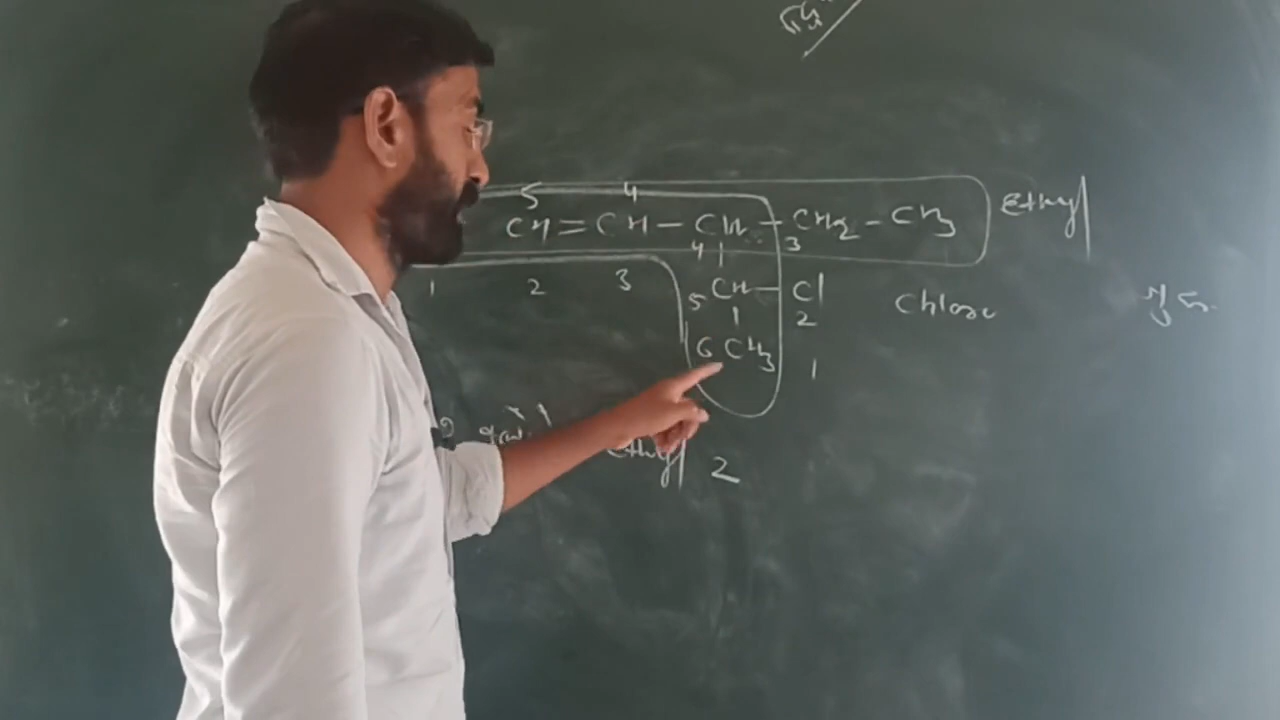 5 4
CH = CH - CH - CH2 - CH3 Ethyl
4 3
1 2 3 5 CH - Cl Chloro
2
6 CH3 1
Ethyl 2